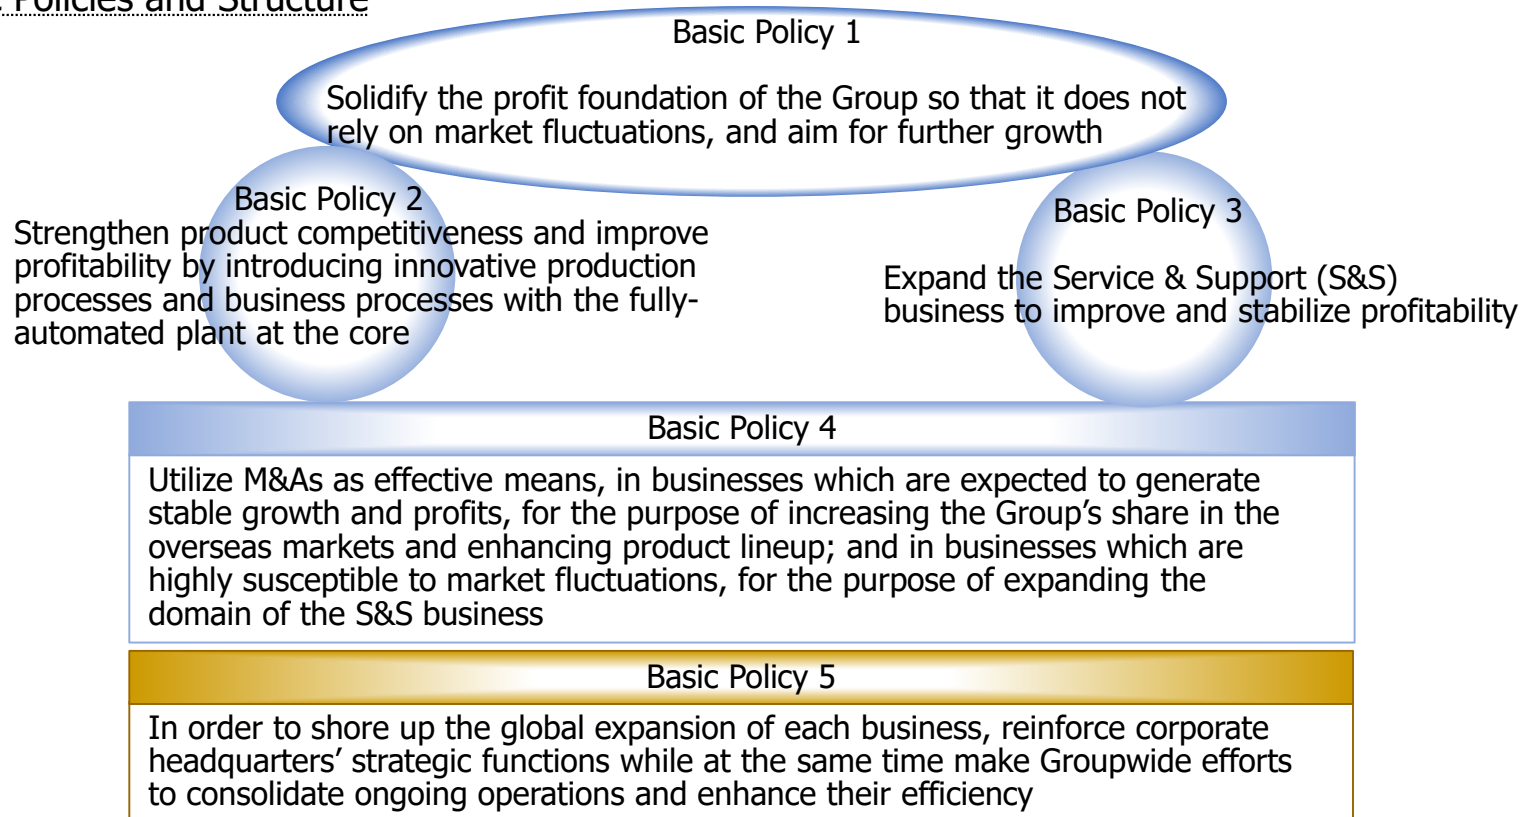 Policies and Structure
Basic Policy 1
Solidify the profit foundation of the Group so that it does not
rely on market fluctuations, and aim for further growth
Basic Policy 2
Strengthen product competitiveness and improve
profitability by introducing innovative production
processes and business processes with the fully-
automated plant at the core
Basic Policy 3
Expand the Service & Support (S&S)
business to improve and stabilize profitability
Basic Policy 4
Utilize M&As as effective means, in businesses which are expected to generate
stable growth and profits, for the purpose of increasing the Group’s share in the
overseas markets and enhancing product lineup; and in businesses which are
highly susceptible to market fluctuations, for the purpose of expanding the
domain of the S&S business
Basic Policy 5
In order to shore up the global expansion of each business, reinforce corporate
headquarters’ strategic functions while at the same time make Groupwide efforts
to consolidate ongoing operations and enhance their efficiency